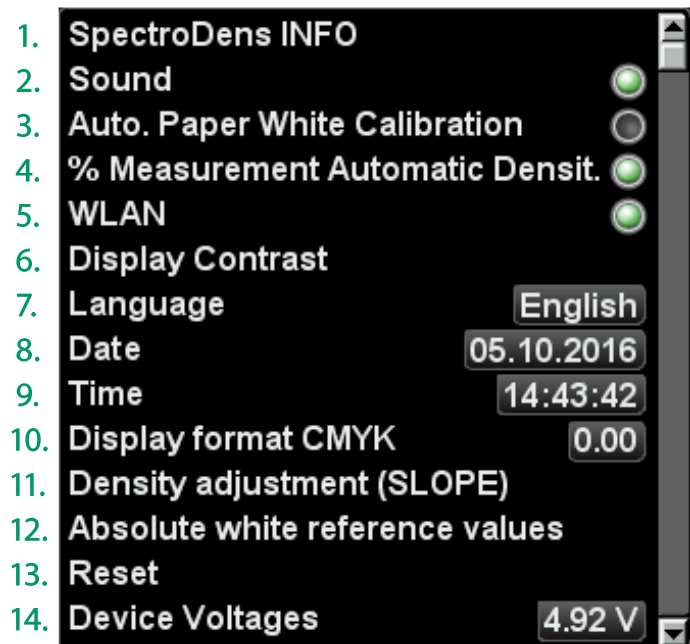 1. SpectroDens INFO
2. Sound
3. Auto. Paper White Calibration
4. % Measurement Automatic Densit.
5. WLAN
6. Display Contrast
7. Language English
8. Date 05.10.2016
9. Time 14:43:42
10. Display format CMYK 0.00
11. Density adjustment (SLOPE)
12. Absolute white reference values
13. Reset
14. Device Voltages 4.92 V